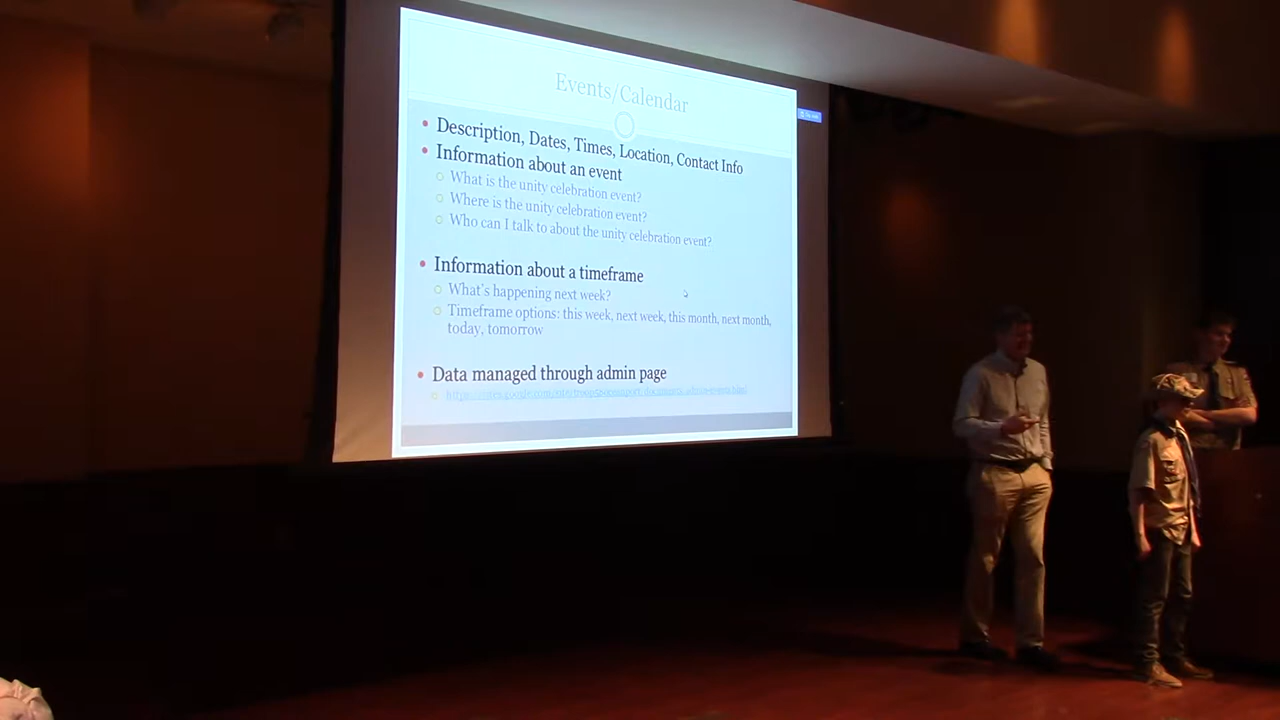 Events/Calendar
Description, Dates, Times, Location, Contact Info
Information about an event
What is the unity celebration event?
Where is the unity celebration event?
Who can I talk to about the unity celebration event?
Information about a timeframe
What's happening next week?
Timeframe options: this week, next week, this month, next month,
today, tomorrow
Data managed through admin page